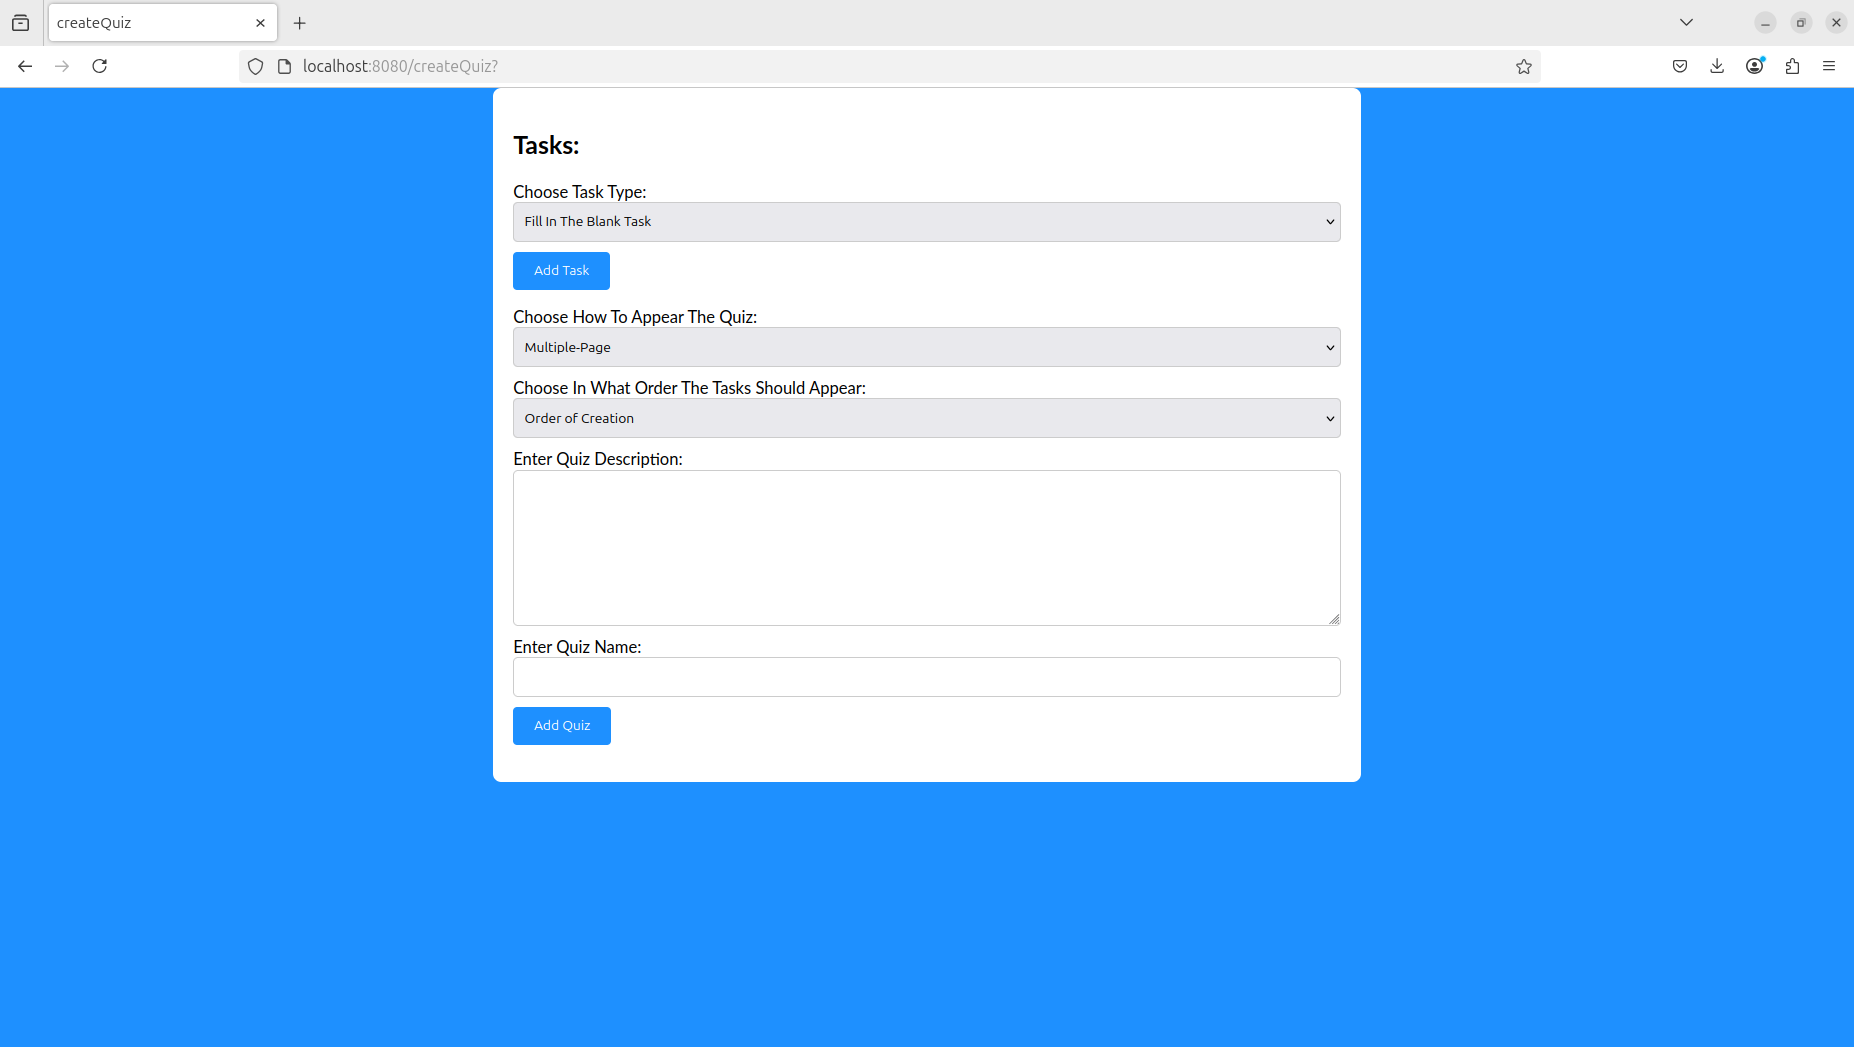 createQuiz
localhost:8080/createQuiz?
Tasks:
Choose Task Type:
Fill In The Blank Task
Add Task
Choose How To Appear The Quiz:
Multiple-Page
Choose In What Order The Tasks Should Appear:
Order of Creation
Enter Quiz Description:
Enter Quiz Name:
Add Quiz